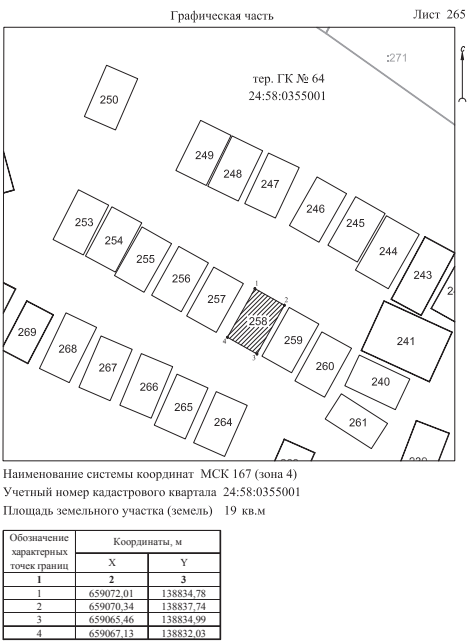 Графическая часть
Лист 265
:271
тер. ГК № 64
24:58:0355001
250
249
248
247
246
245
244
243
253
254
255
256
257
1
2
258
4
3
259
260
241
240
261
269
268
267
266
265
264
Наименование системы координат МСК 167 (зона 4)
Учетный номер кадастрового квартала 24:58:0355001
Площадь земельного участка (земель) 19 кв.м
Обозначение характерных точек границ
Координаты, м
X Y
1 2 3
1 659072,01 138834,78
2 659070,34 138837,74
3 659065,46 138834,99
4 659067,13 138832,03